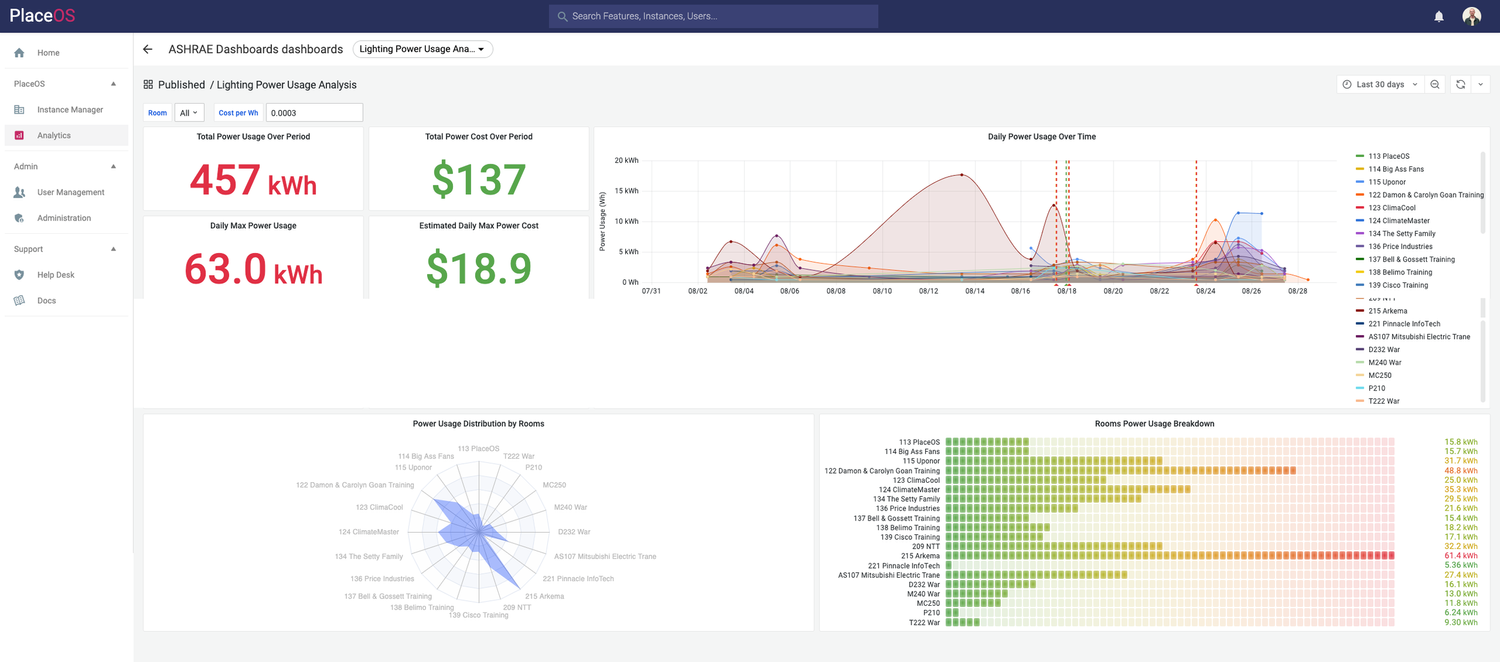 PlaceOS
Search Features, Instances, Users...
Home
PlaceOS
Instance Manager
Analytics
Admin
User Management
Administration
Support
Help Desk
Docs
ASHRAE Dashboards dashboards
Lighting Power Usage Ana...
Published / Lighting Power Usage Analysis
Last 30 days
Room
All
Cost per Wh
0.0003
Total Power Usage Over Period
457 kWh
Total Power Cost Over Period
$137
Daily Max Power Usage
63.0 kWh
Estimated Daily Max Power Cost
$18.9
Daily Power Usage Over Time
Power Usage (Wh)
20 kWh
15 kWh
10 kWh
5 kWh
0 Wh
07/31
08/02
08/04
08/06
08/08
08/10
08/12
08/14
08/16
08/18
08/20
08/22
08/24
08/26
08/28
113 PlaceOS
114 Big Ass Fans
115 Uponor
122 Damon & Carolyn Goan Training
123 ClimaCool
124 ClimateMaster
134 The Setty Family
136 Price Industries
137 Bell & Gossett Training
138 Belimo Training
139 Cisco Training
209 NTT
215 Arkema
221 Pinnacle InfoTech
AS107 Mitsubishi Electric Trane
D232 War
M240 War
MC250
P210
T222 War
Power Usage Distribution by Rooms
113 PlaceOS
114 Big Ass Fans
115 Uponor
122 Damon & Carolyn Goan Training
123 ClimaCool
124 ClimateMaster
134 The Setty Family
136 Price Industries
137 Bell & Gossett Training
138 Belimo Training
139 Cisco Training
209 NTT
215 Arkema
221 Pinnacle InfoTech
AS107 Mitsubishi Electric Trane
D232 War
M240 War
MC250
P210
T222 War
Rooms Power Usage Breakdown
113 PlaceOS 15.8 kWh
114 Big Ass Fans 15.7 kWh
115 Uponor 31.7 kWh
122 Damon & Carolyn Goan Training 48.8 kWh
123 ClimaCool 25.0 kWh
124 ClimateMaster 35.3 kWh
134 The Setty Family 29.5 kWh
136 Price Industries 21.6 kWh
137 Bell & Gossett Training 15.4 kWh
138 Belimo Training 18.2 kWh
139 Cisco Training 17.1 kWh
209 NTT 32.2 kWh
215 Arkema 61.4 kWh
221 Pinnacle InfoTech 5.36 kWh
AS107 Mitsubishi Electric Trane 27.4 kWh
D232 War 16.1 kWh
M240 War 13.0 kWh
MC250 11.8 kWh
P210 6.24 kWh
T222 War 9.30 kWh